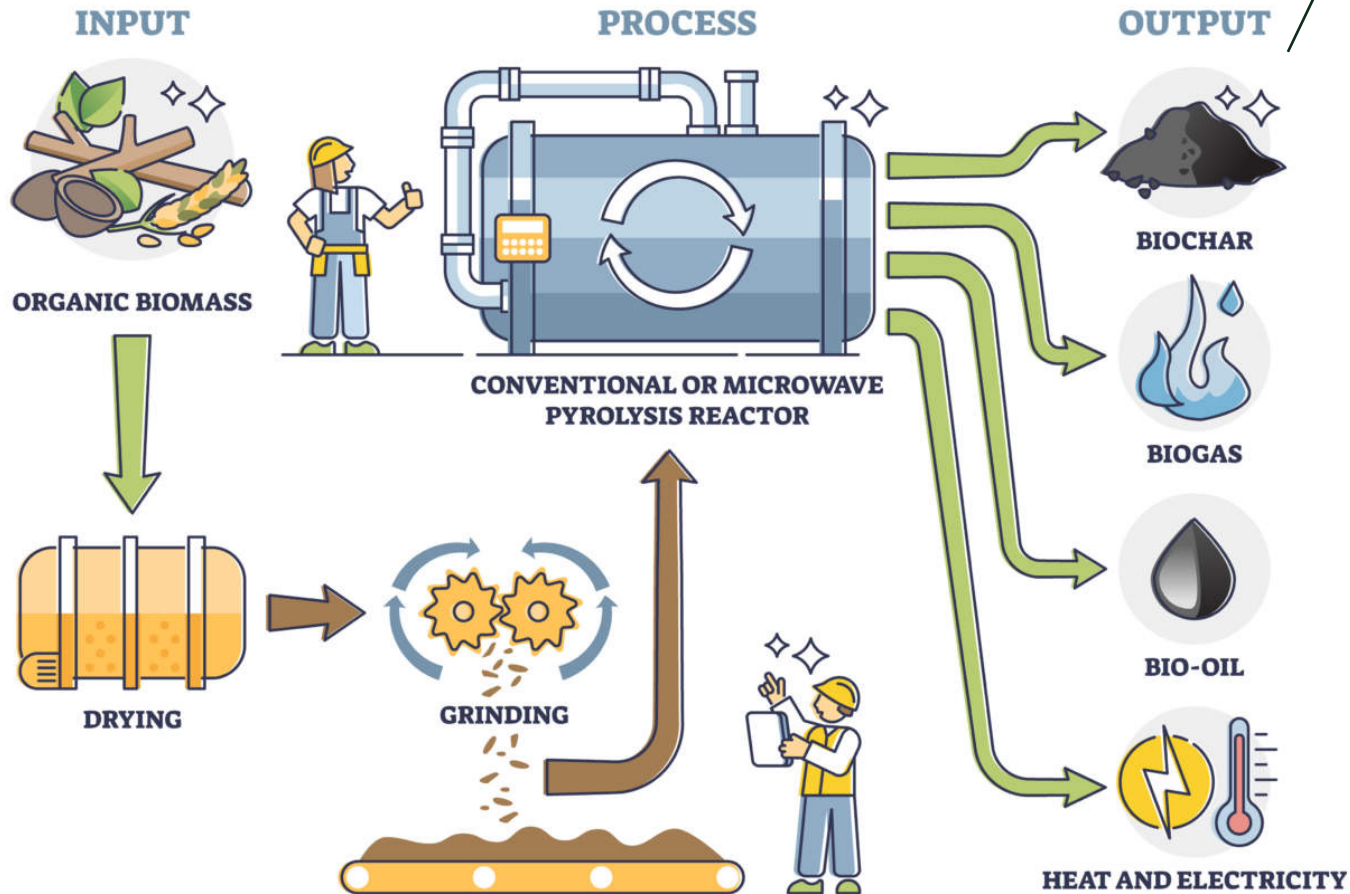 INPUT
PROCESS
OUTPUT
ORGANIC BIOMASS
CONVENTIONAL OR MICROWAVE
PYROLYSIS REACTOR
BIOCHAR
BIOGAS
BIO-OIL
DRYING
GRINDING
HEAT AND ELECTRICITY